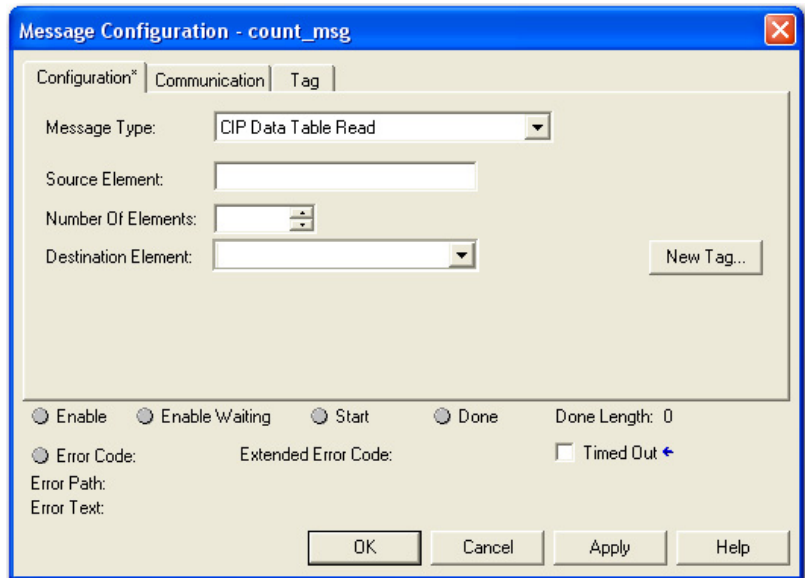 Message Configuration - count_msg
Configuration* Communication Tag
Message Type: CIP Data Table Read
Source Element:
Number Of Elements:
Destination Element: New Tag...
Enable Enable Waiting Start Done Done Length: 0
Error Code: Extended Error Code: Timed Out
Error Path:
Error Text:
OK Cancel Apply Help